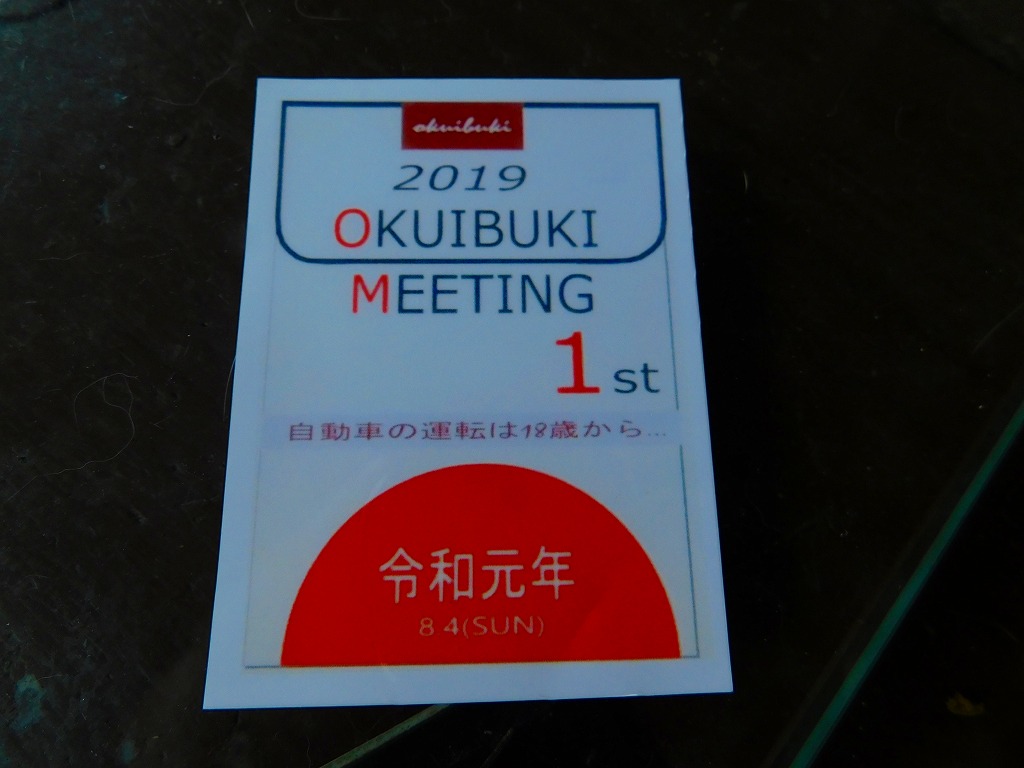 okuibuki
2019
OKUIBUKI
MEETING
1st
自動車の運転は18歳から...
令和元年
8 4(SUN)